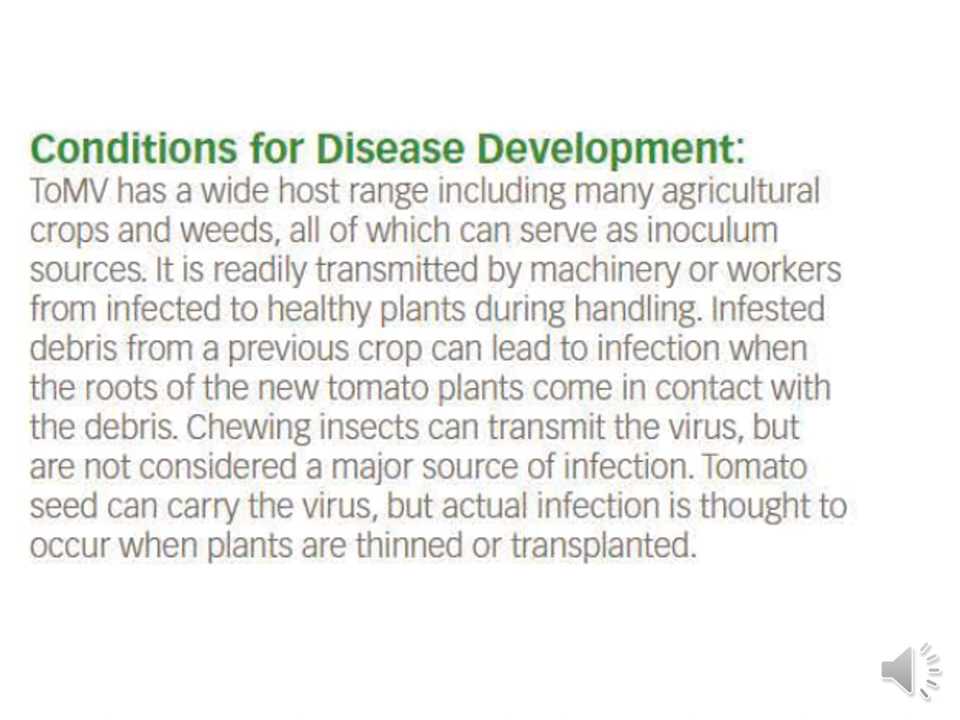 Conditions for Disease Development:
ToMV has a wide host range including many agricultural
crops and weeds, all of which can serve as inoculum
sources. It is readily transmitted by machinery or workers
from infected to healthy plants during handling. Infested
debris from a previous crop can lead to infection when
the roots of the new tomato plants come in contact with
the debris. Chewing insects can transmit the virus, but
are not considered a major source of infection. Tomato
seed can carry the virus, but actual infection is thought to
occur when plants are thinned or transplanted.